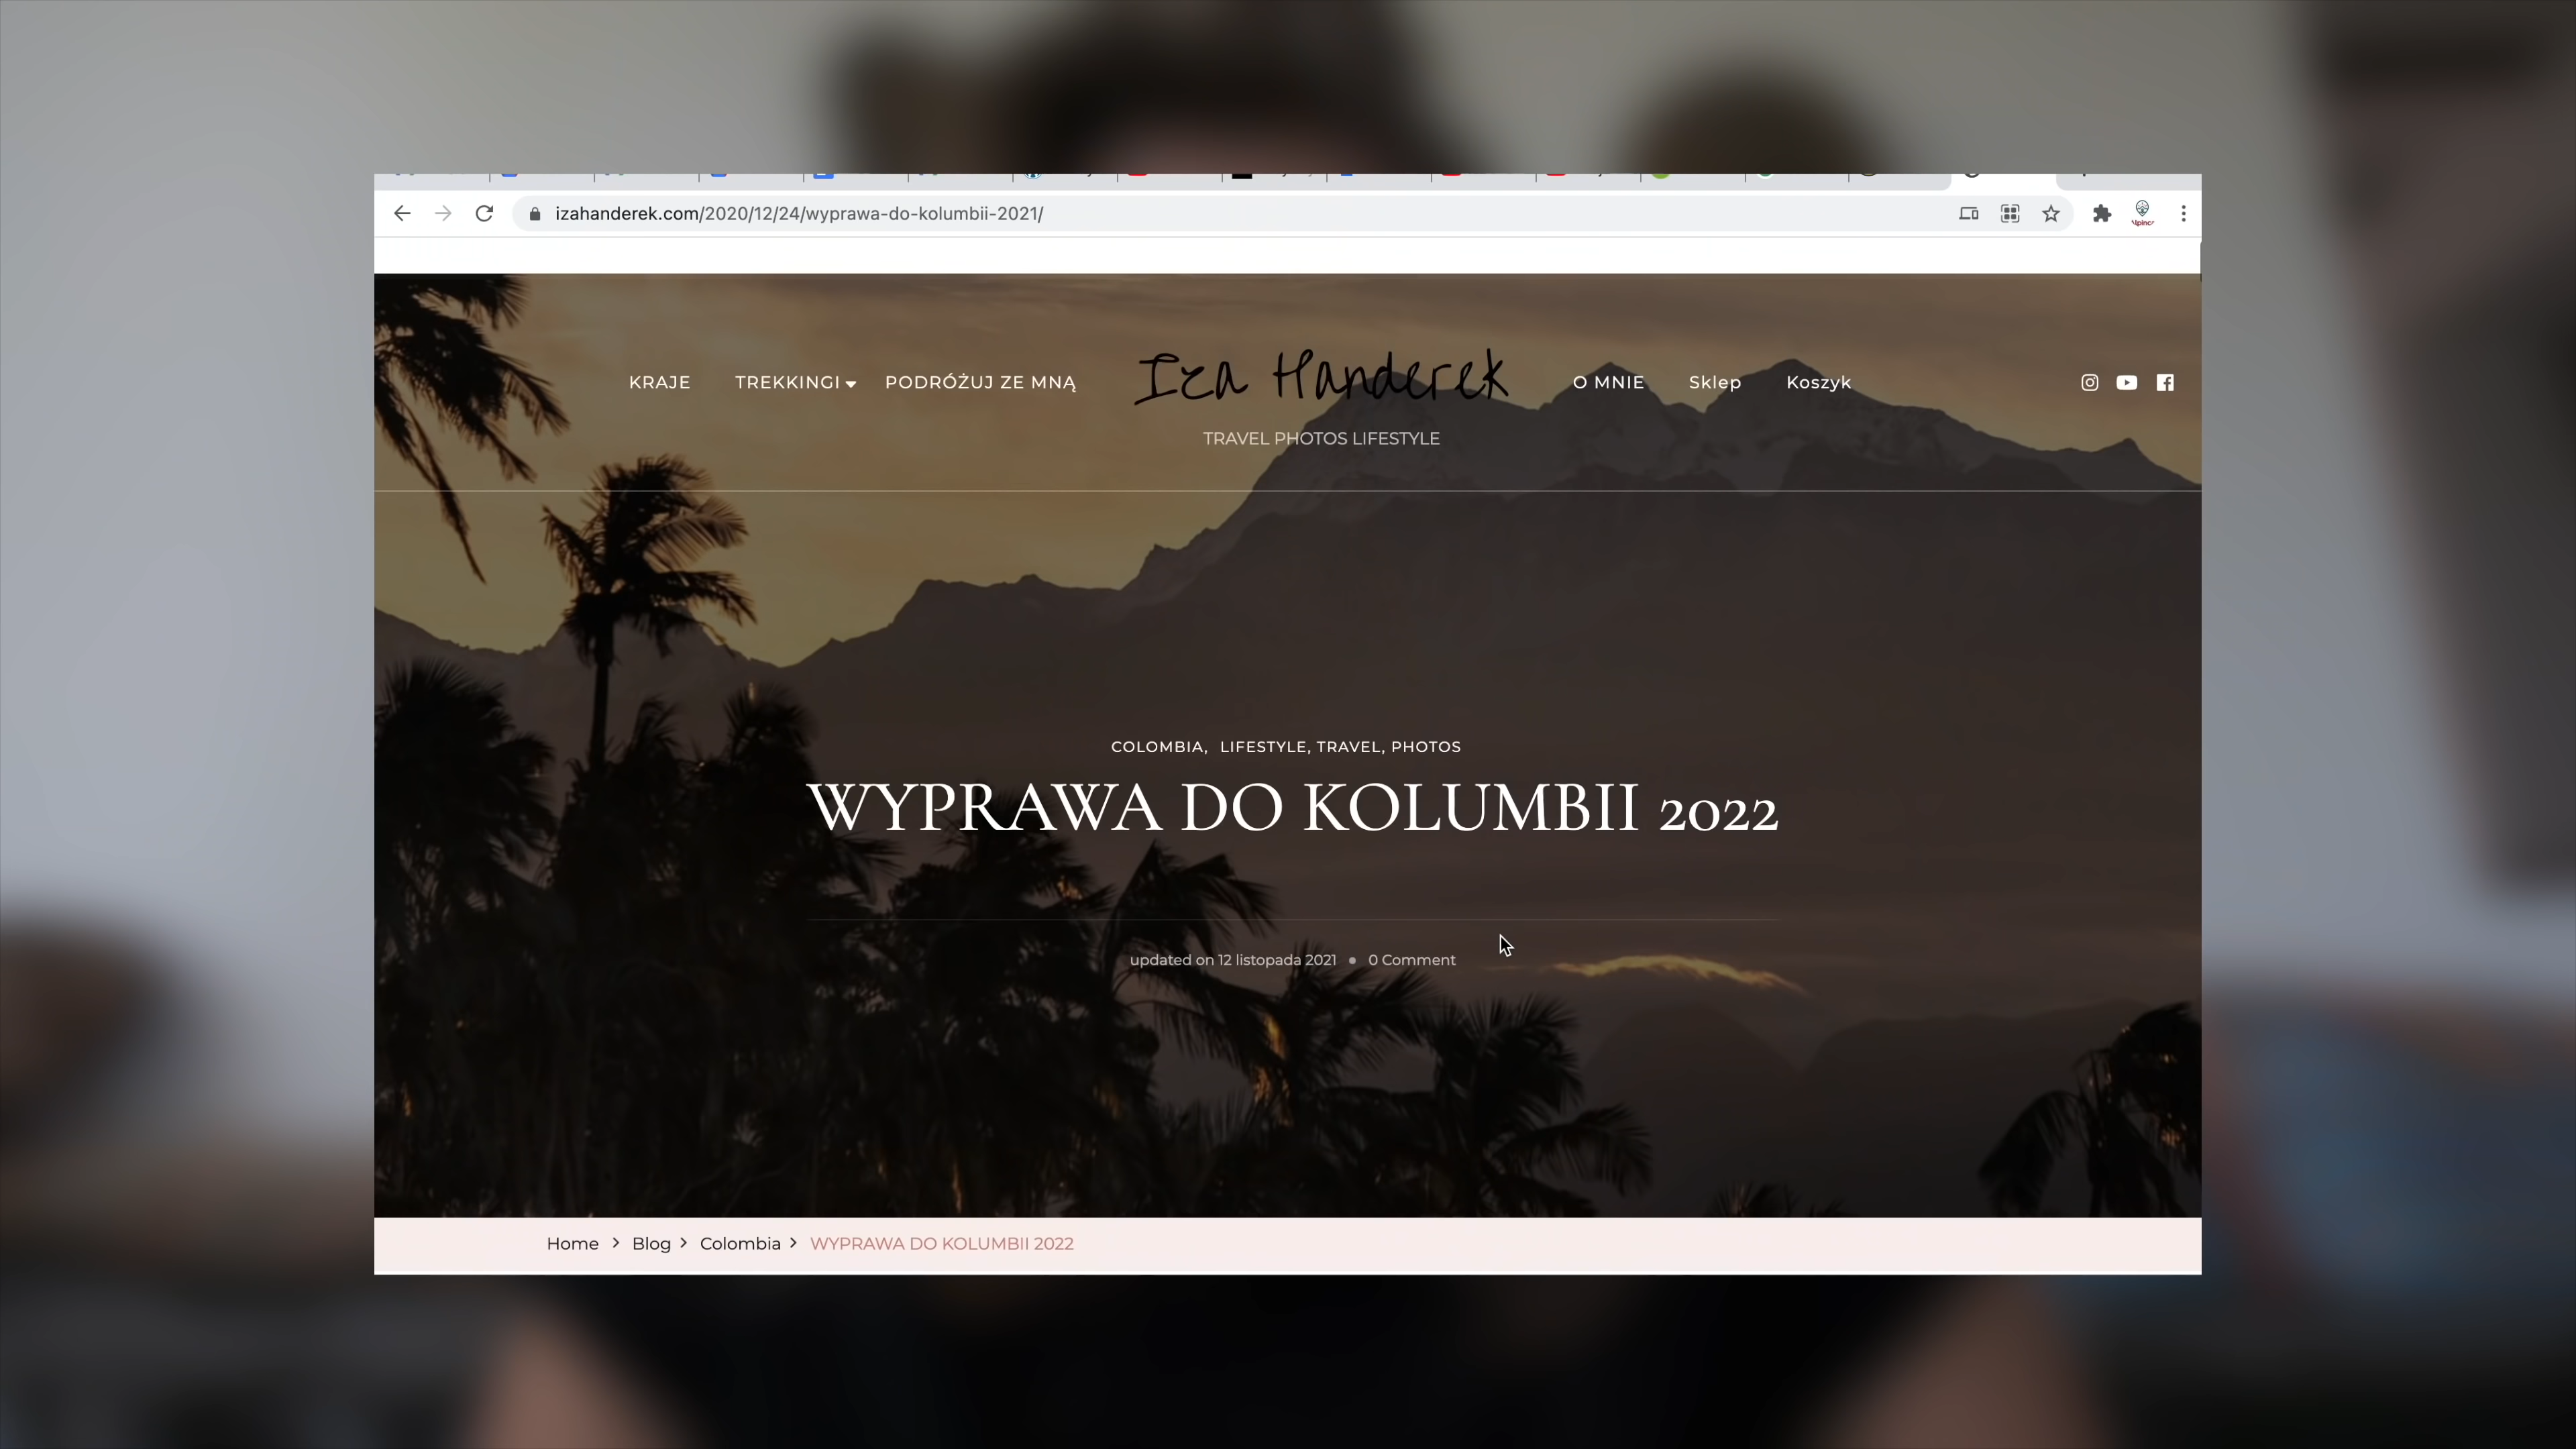 izahanderek.com/2020/12/24/wyprawa-do-kolumbii-2021/
KRAJE TREKKINGI PODRÓŻUJ ZE MNĄ Iza Handerek O MNIE Sklep Koszyk
TRAVEL PHOTOS LIFESTYLE
COLOMBIA, LIFESTYLE, TRAVEL, PHOTOS
WYPRAWA DO KOLUMBII 2022
updated on 12 listopada 2021 • 0 Comment
Home > Blog > Colombia > WYPRAWA DO KOLUMBII 2022